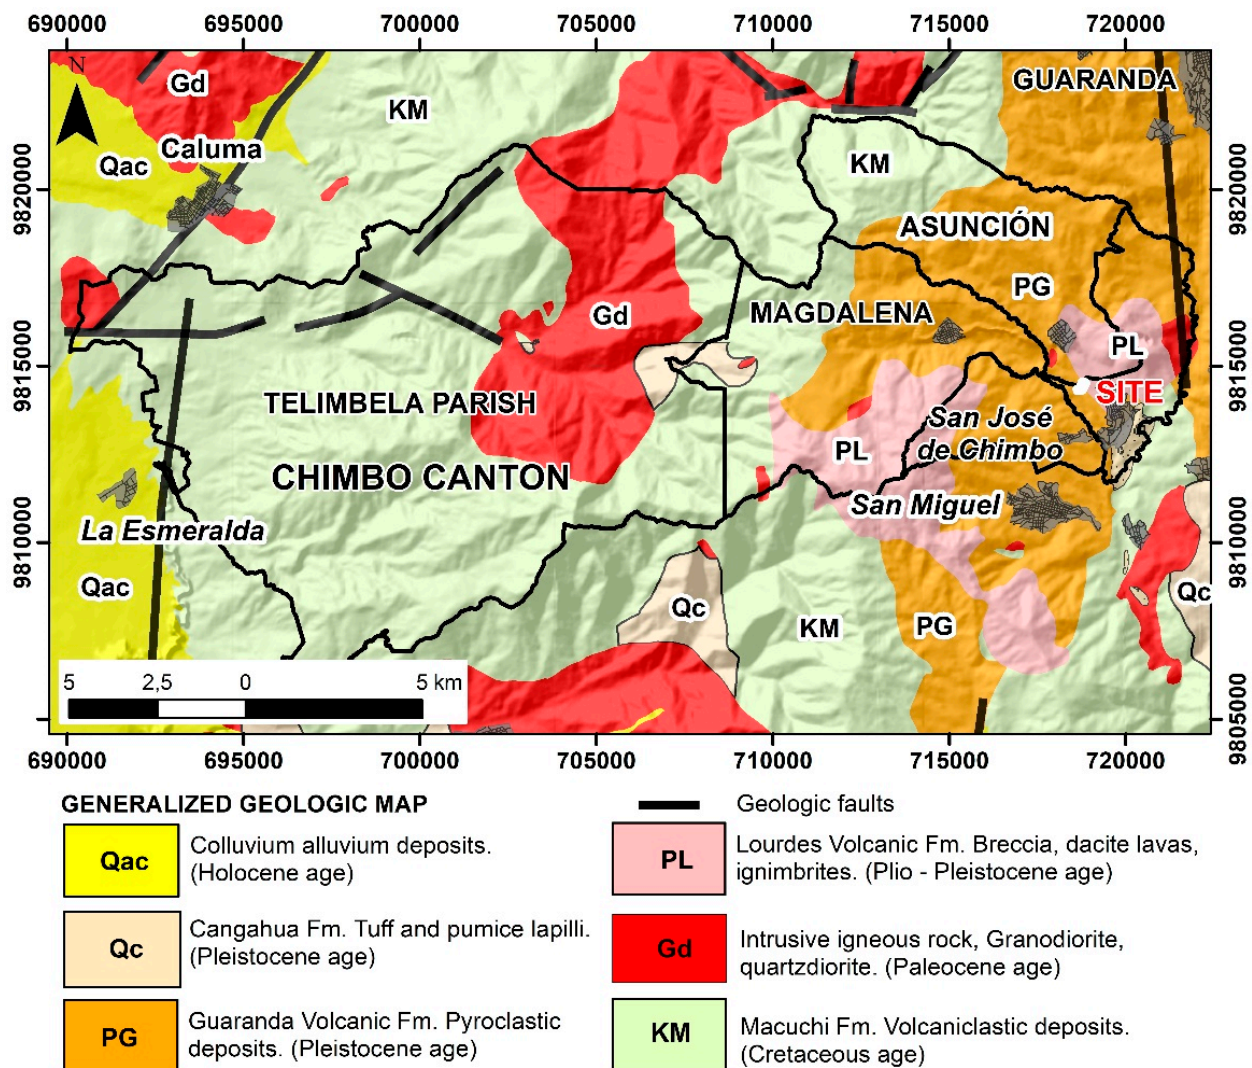 690000 695000 700000 705000 710000 715000 720000
N
Gd
KM
GUARANDA
Caluma
Qac
KM
9820000
9820000
ASUNCIÓN
PG
MAGDALENA
Gd
PL
9815000
9815000
SITE
TELIMBELA PARISH
San José
de Chimbo
PL
CHIMBO CANTON
San Miguel
La Esmeralda
9810000
9810000
Qac
Qc
Qc
KM
PG
5 2,5 0 5 km
9805000
690000 695000 700000 705000 710000 715000 720000
GENERALIZED GEOLOGIC MAP
Qac
Colluvium alluvium deposits.
(Holocene age)
Qc
Cangahua Fm. Tuff and pumice lapilli.
(Pleistocene age)
PG
Guaranda Volcanic Fm. Pyroclastic
deposits. (Pleistocene age)
Geologic faults
PL
Lourdes Volcanic Fm. Breccia, dacite lavas,
ignimbrites. (Plio - Pleistocene age)
Gd
Intrusive igneous rock, Granodiorite,
quartzdiorite. (Paleocene age)
KM
Macuchi Fm. Volcaniclastic deposits.
(Cretaceous age)